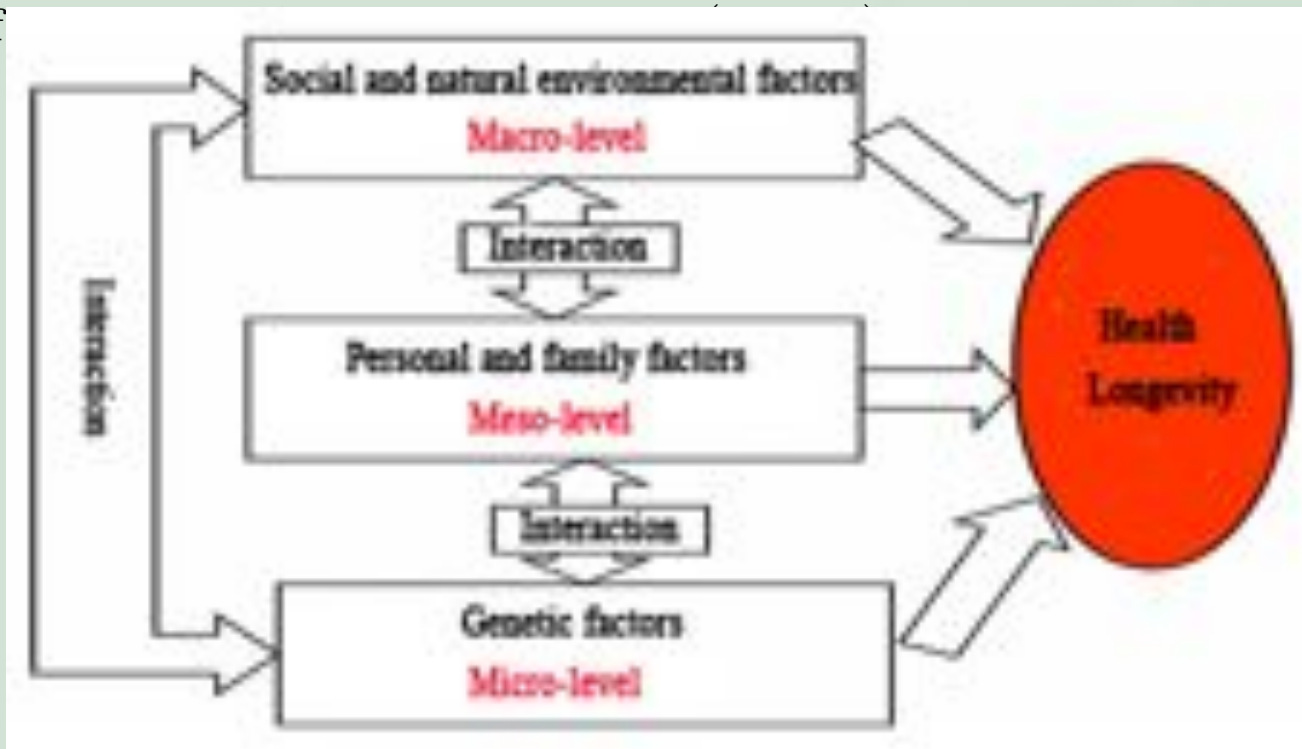 Social and natural environmental factors
Macro-level
Interaction
Interaction
Health
Longevity
Personal and family factors
Meso-level
Interaction
Genetic factors
Micro-level